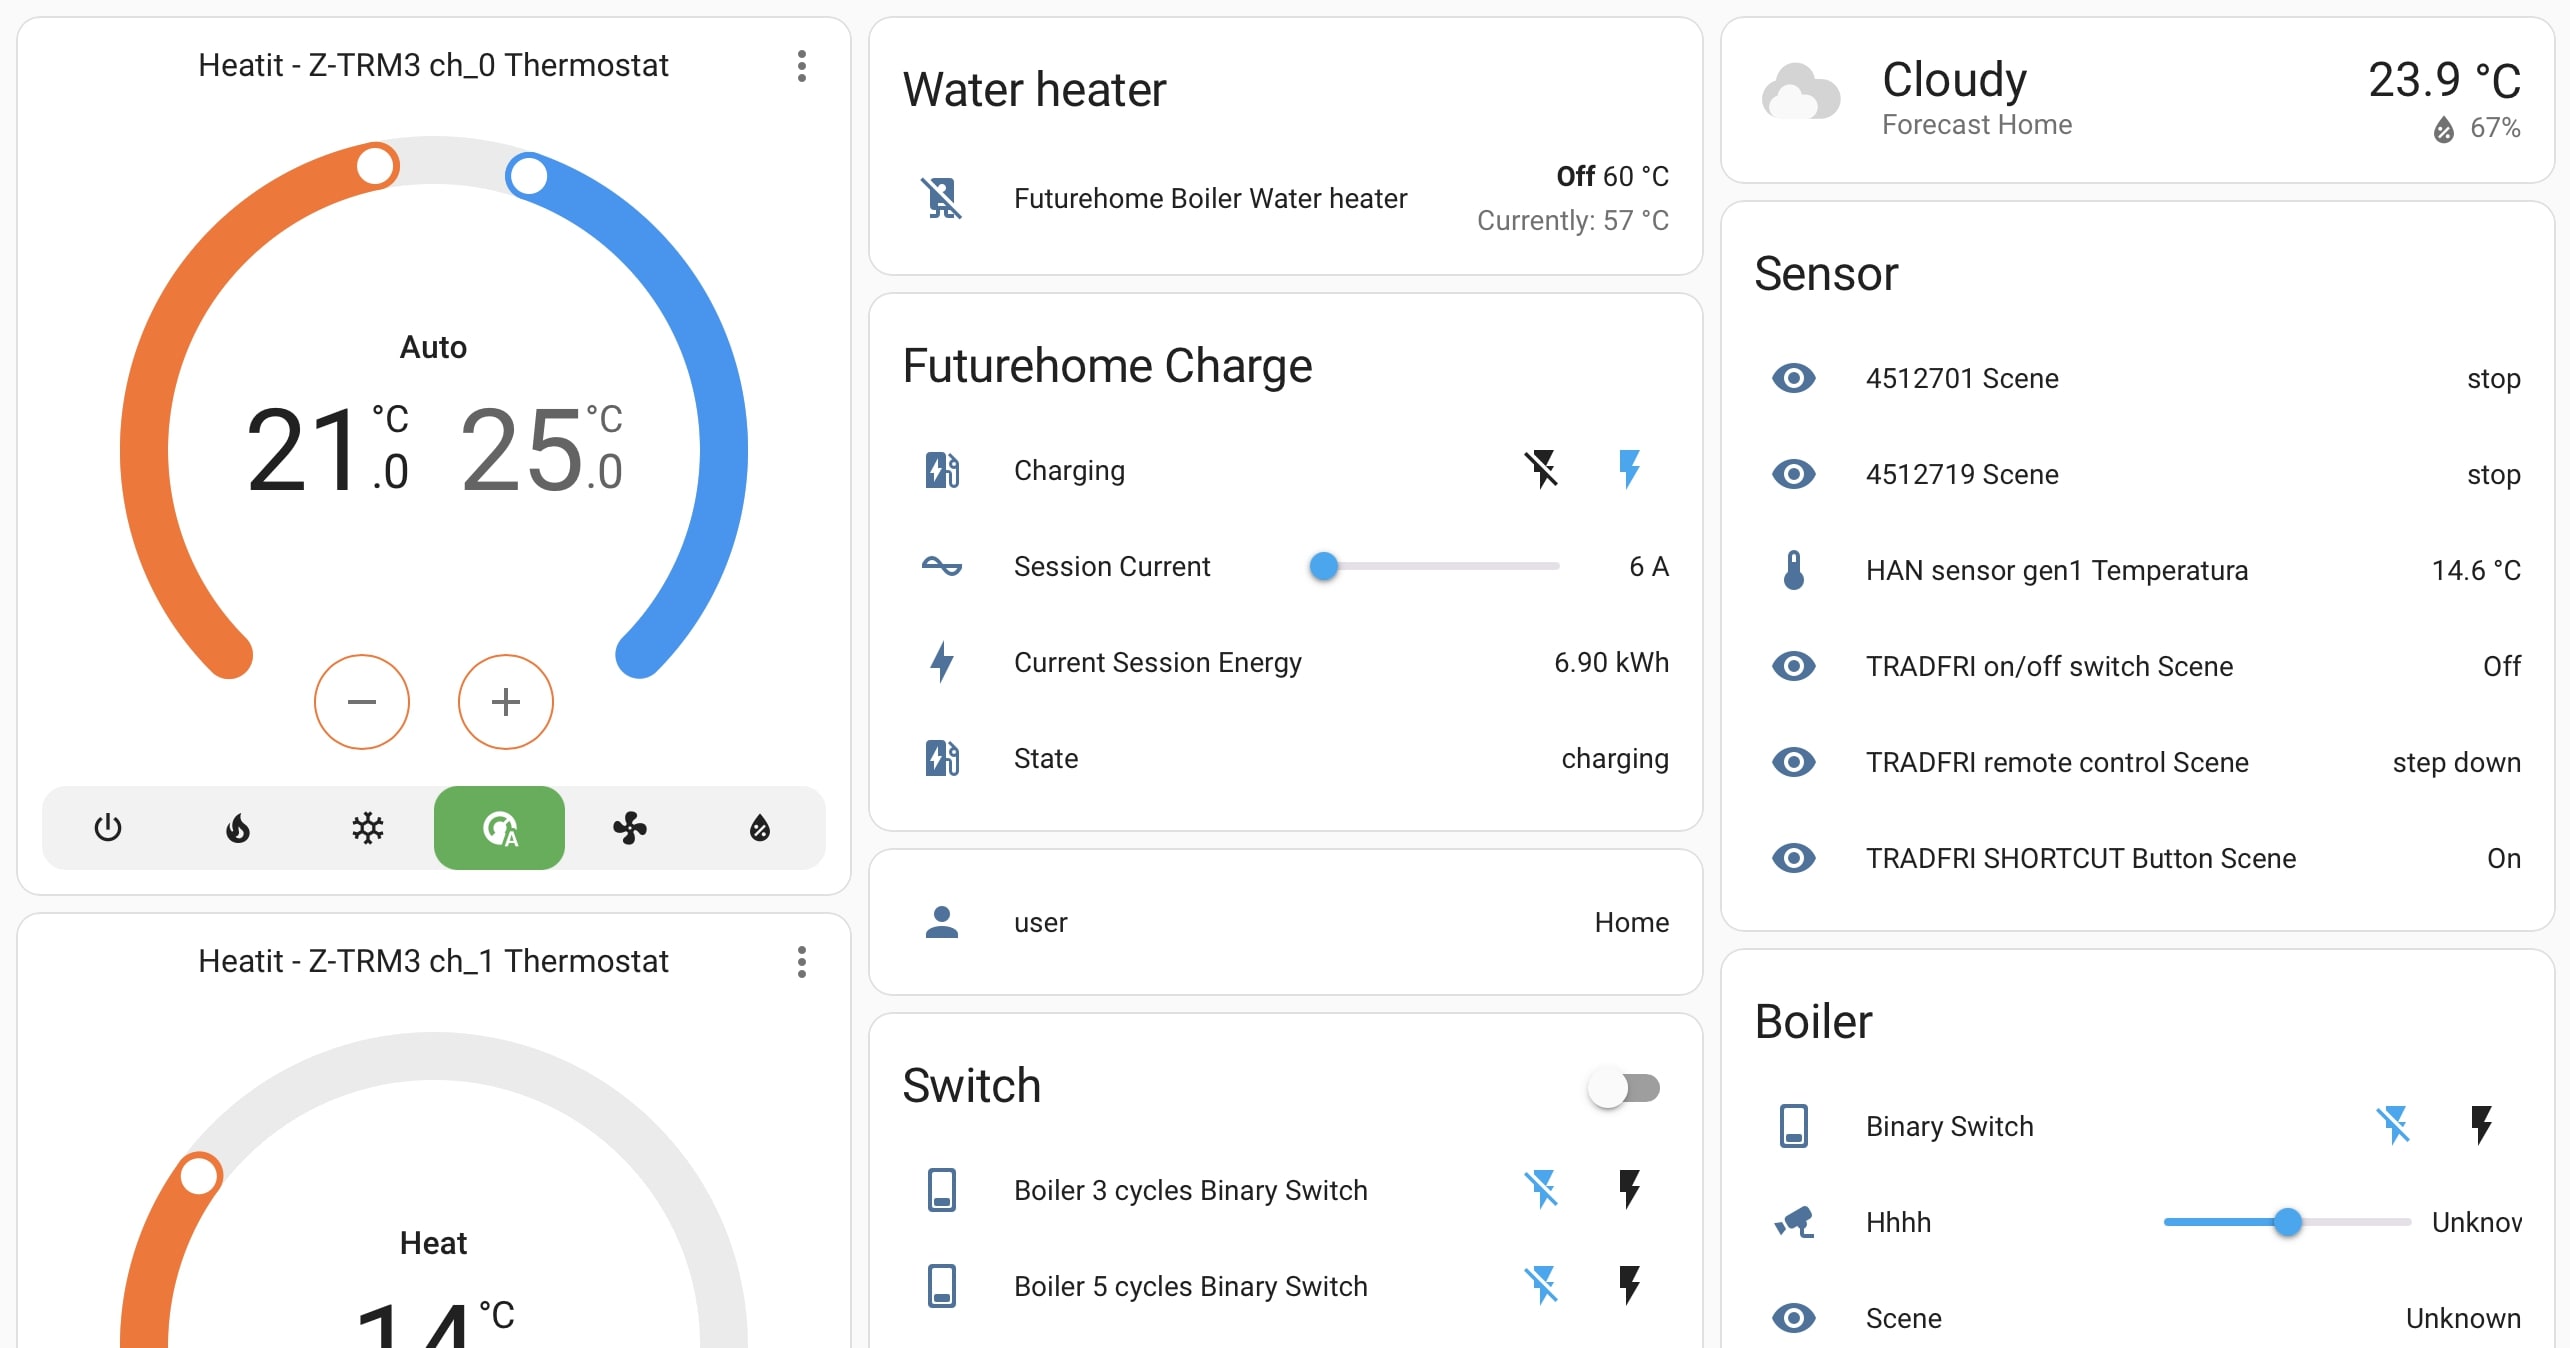 Heatit - Z-TRM3 ch_0 Thermostat
Auto
21.0 °C 25.0 °C
Heatit - Z-TRM3 ch_1 Thermostat
Heat
14 °C
Water heater
Futurehome Boiler Water heater
Off 60 °C
Currently: 57 °C
Futurehome Charge
Charging
Session Current 6 A
Current Session Energy 6.90 kWh
State charging
user Home
Switch
Boiler 3 cycles Binary Switch
Boiler 5 cycles Binary Switch
Cloudy 23.9 °C
Forecast Home 67%
Sensor
4512701 Scene stop
4512719 Scene stop
HAN sensor gen1 Temperatura 14.6 °C
TRADFRI on/off switch Scene Off
TRADFRI remote control Scene step down
TRADFRI SHORTCUT Button Scene On
Boiler
Binary Switch
Hhhh Unknov
Scene Unknown